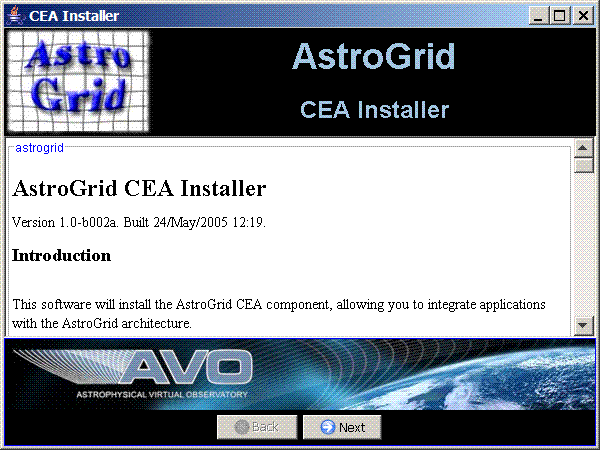 CEA Installer
Astro
Grid
AstroGrid
CEA Installer
astrogrid
AstroGrid CEA Installer
Version 1.0-b002a. Built 24/May/2005 12:19.
Introduction
This software will install the AstroGrid CEA component, allowing you to integrate applications
with the AstroGrid architecture.
AVO
ASTROPHYSICAL VIRTUAL OBSERVATORY
Back
Next